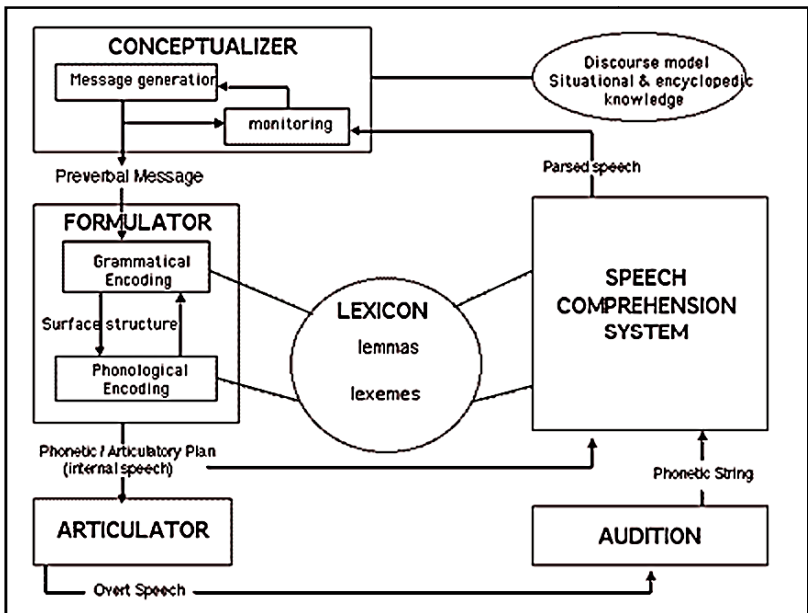 CONCEPTUALIZER
Message generation
monitoring
Discourse model
Situational & encyclopedic
knowledge
Preverbal Message
Parsed speech
FORMULATOR
Grammatical
Encoding
Surface structure
Phonological
Encoding
LEXICON
lemmas
lexemes
SPEECH
COMPREHENSION
SYSTEM
Phonetic / Articulatory Plan
(internal speech)
Phonetic String
ARTICULATOR
AUDITION
Overt Speech